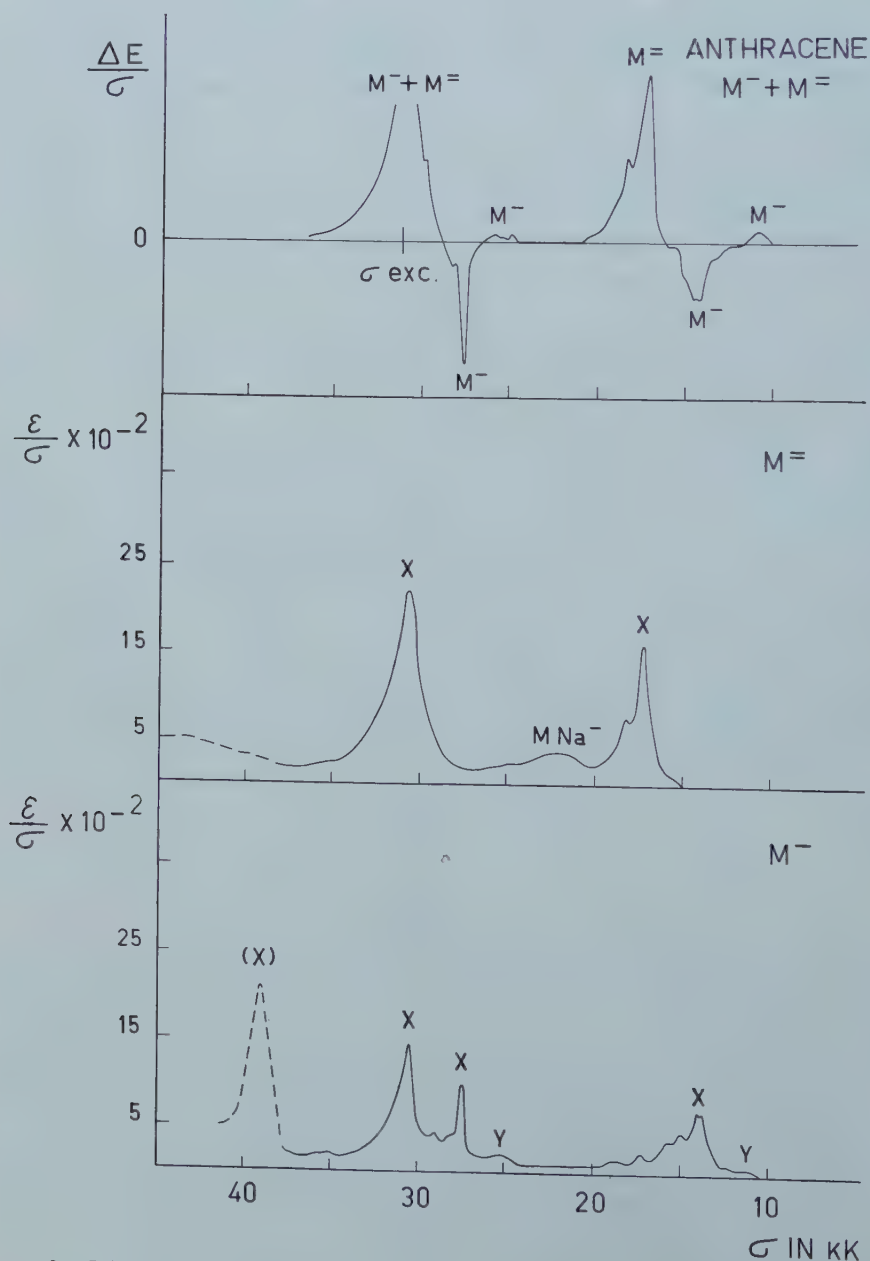 ΔE/σ
M⁻+ M⁼
M⁼
ANTHRACENE
M⁻+ M⁼
M⁻
M⁻
0
σ exc.
M⁻
M⁻
ε/σ X 10⁻²
M⁼
25
15
5
X
X
M Na⁻
ε/σ X 10⁻²
M⁻
25
15
5
(X)
X
X
Y
X
Y
40
30
20
10
σ IN KK